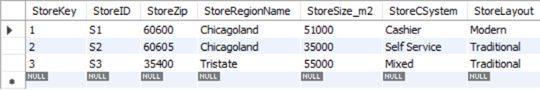 StoreKey StoreID StoreZip StoreRegionName StoreSize_m2 StoreCSystem StoreLayout
1 S1 60600 Chicagoland 51000 Cashier Modern
2 S2 60605 Chicagoland 35000 Self Service Traditional
3 S3 35400 Tristate 55000 Mixed Traditional
NULL NULL NULL NULL NULL NULL NULL